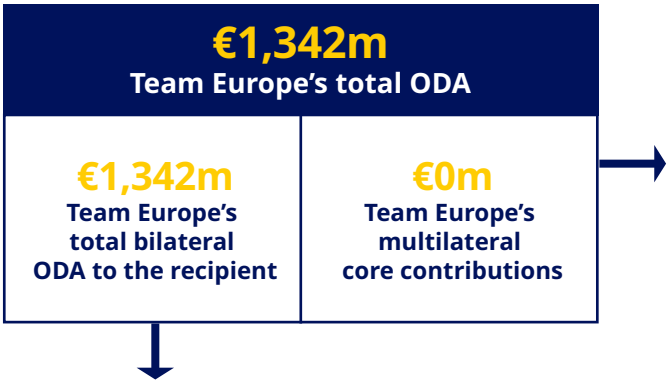 €1,342m
Team Europe’s total ODA
€1,342m
Team Europe’s
total bilateral
ODA to the recipient
€0m
Team Europe’s
multilateral
core contributions